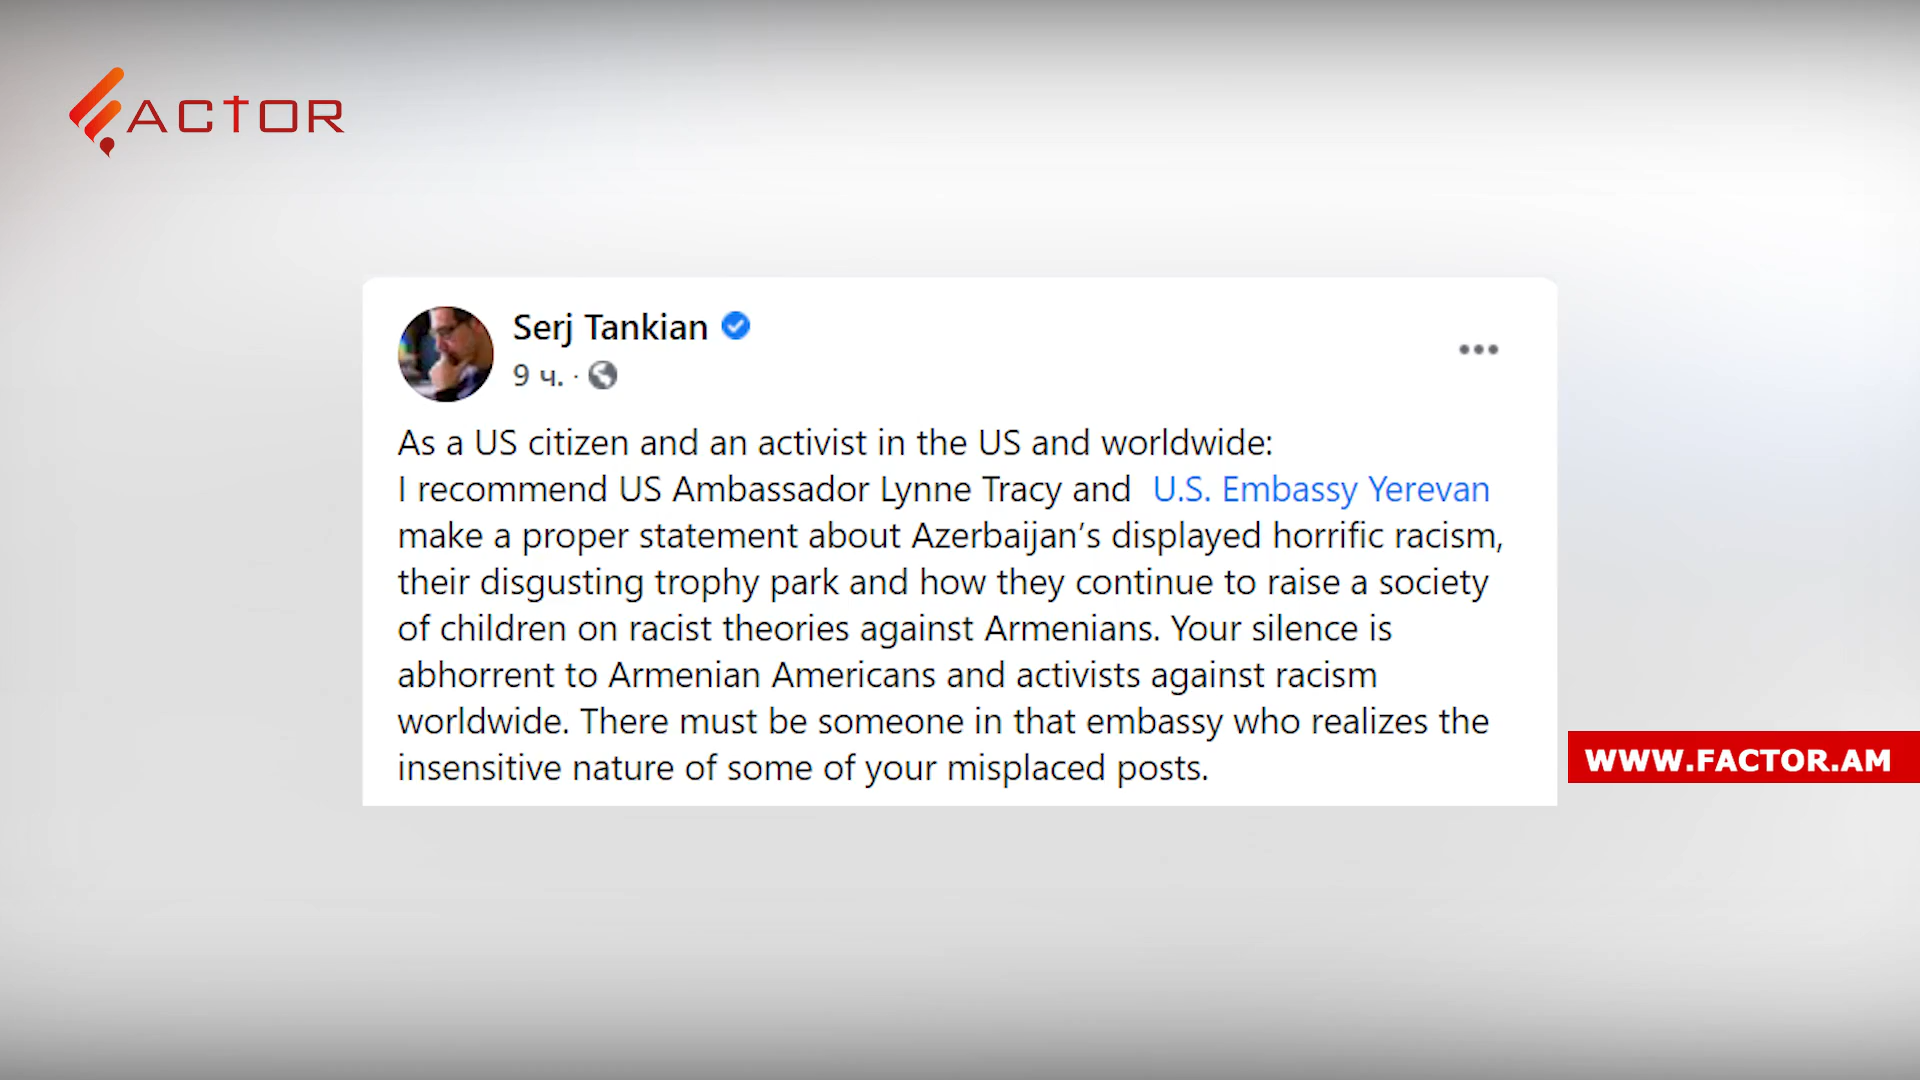 ACTOR
Serj Tankian
9 ч. ·
As a US citizen and an activist in the US and worldwide:
I recommend US Ambassador Lynne Tracy and U.S. Embassy Yerevan
make a proper statement about Azerbaijan’s displayed horrific racism,
their disgusting trophy park and how they continue to raise a society
of children on racist theories against Armenians. Your silence is
abhorrent to Armenian Americans and activists against racism
worldwide. There must be someone in that embassy who realizes the
insensitive nature of some of your misplaced posts.
WWW.FACTOR.AM